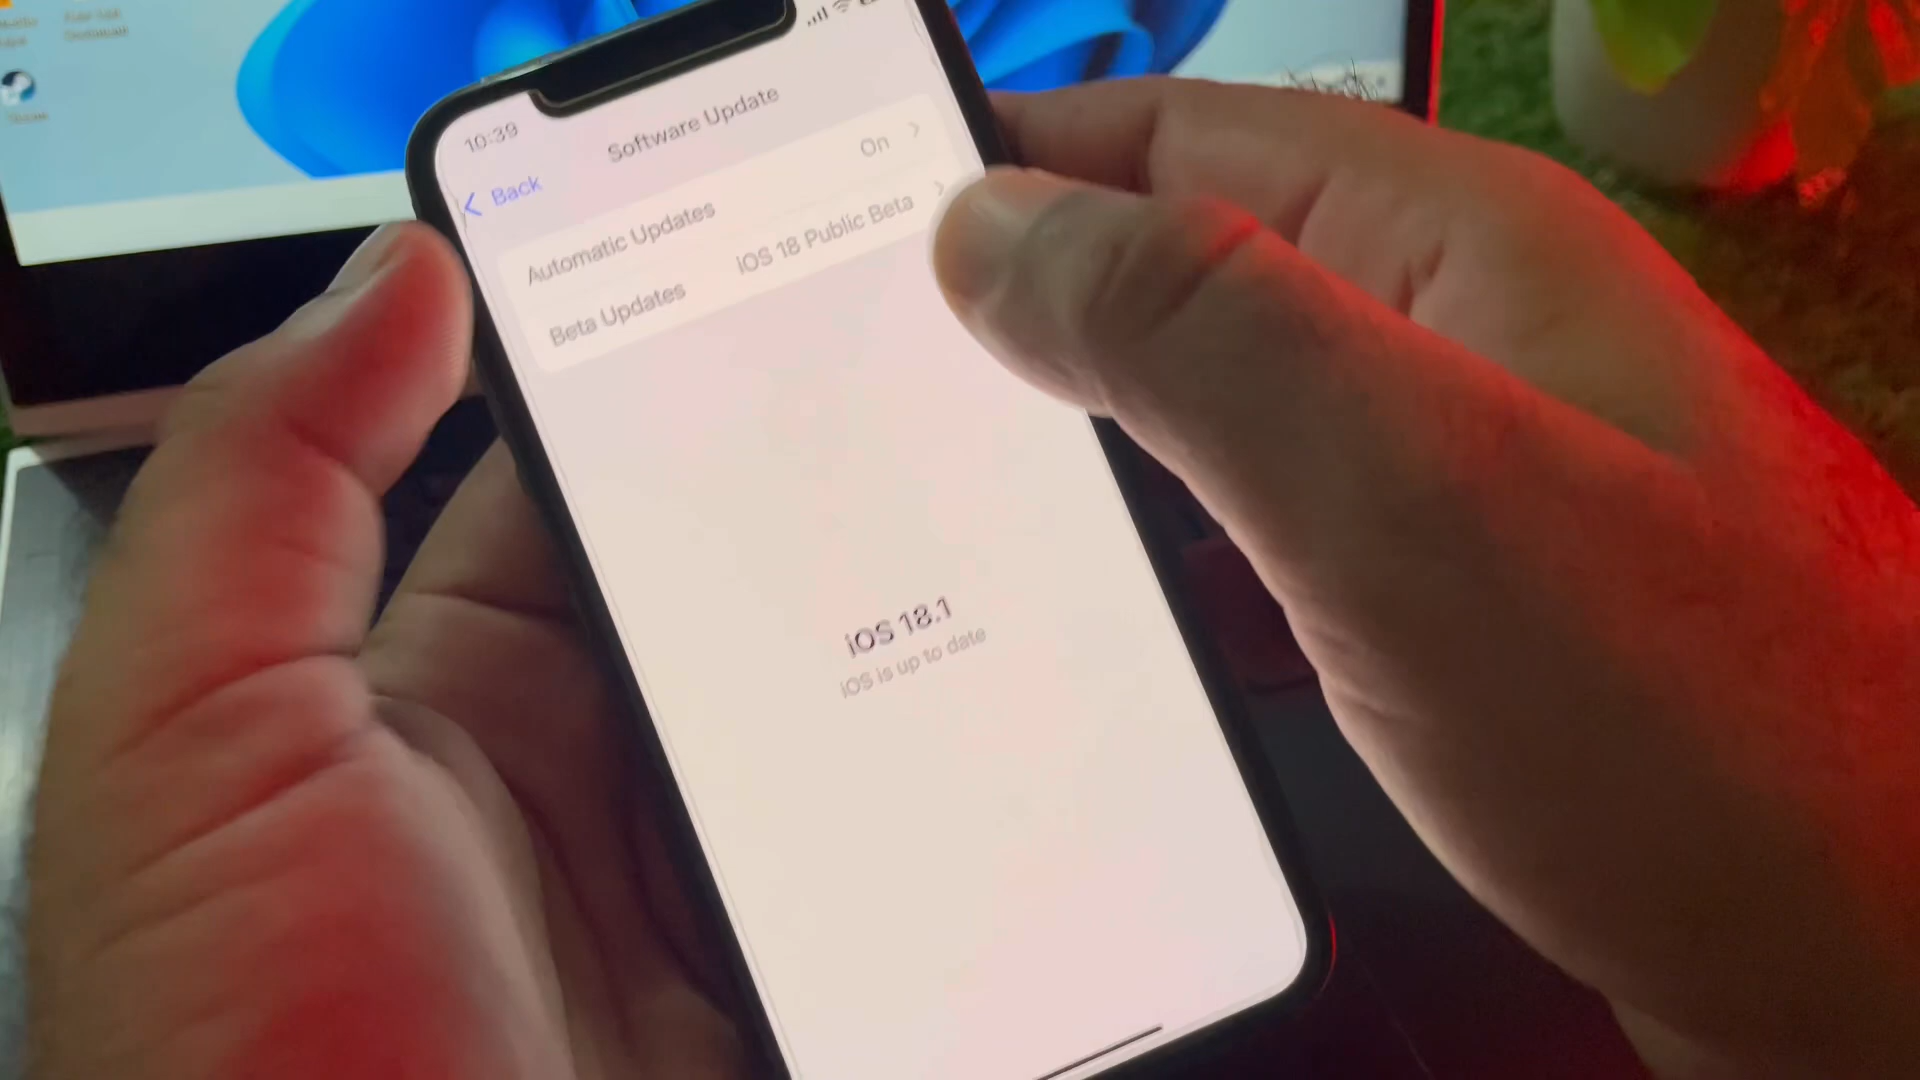 10:39
Software Update
Back
Automatic Updates On
Beta Updates iOS 18 Public Beta
iOS 18.1
iOS is up to date